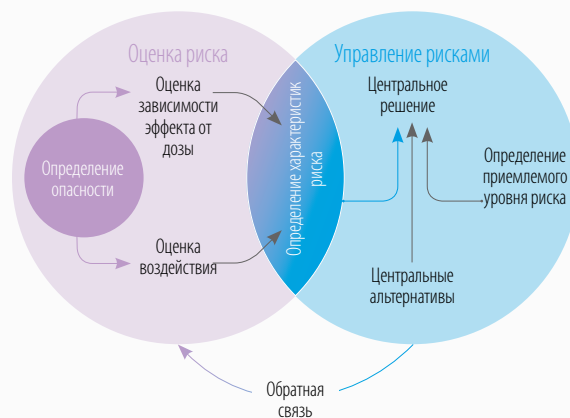 Оценка риска
Управление рисками
Оценка
зависимости
эффекта от
дозы
Определение
опасности
Оценка
воздействия
Определение характеристик
риска
Центральное
решение
Определение
приемлемого
уровня риска
Центральные
альтернативы
Обратная
связь